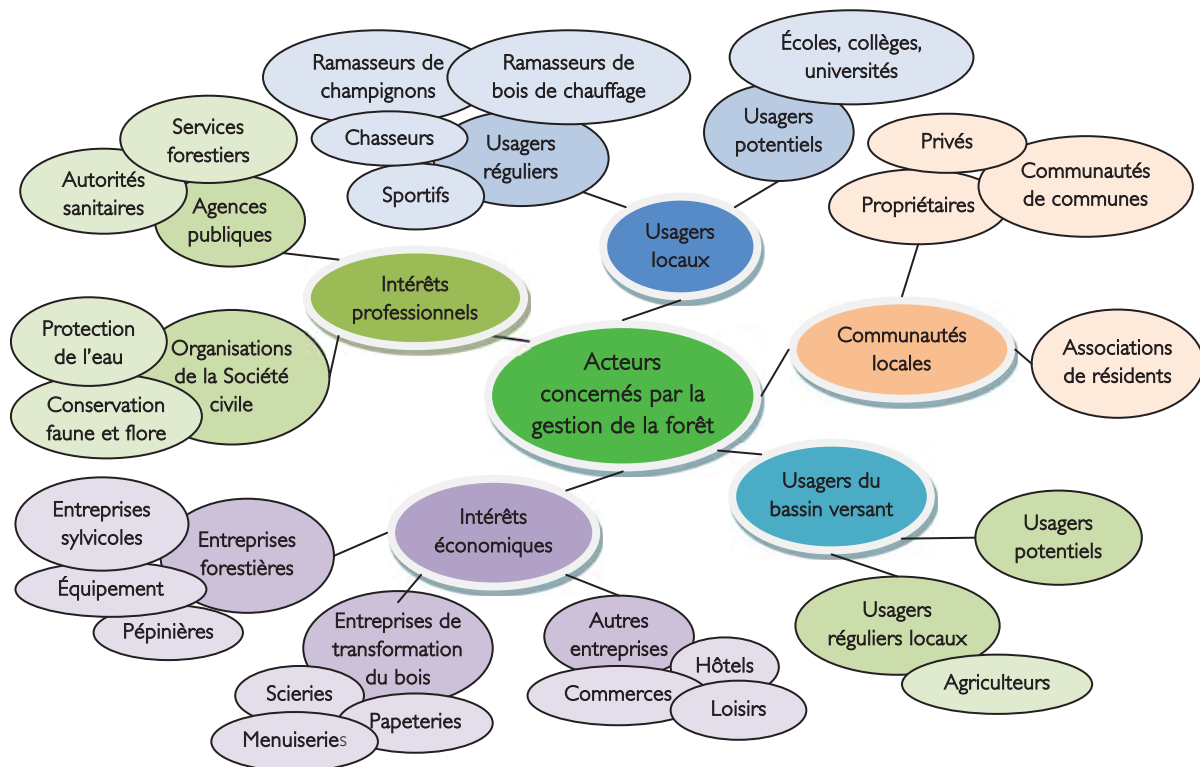 Écoles, collèges,
universités
Ramasseurs de
champignons
Ramasseurs de
bois de chauffage
Usagers
potentiels
Services
forestiers
Chasseurs
Usagers
réguliers
Privés
Communautés
de communes
Autorités
sanitaires
Sportifs
Propriétaires
Agences
publiques
Usagers
locaux
Intérêts
professionnels
Protection
de l'eau
Organisations
de la Société
civile
Communautés
locales
Associations
de résidents
Acteurs
concernés par la
gestion de la forêt
Conservation
faune et flore
Usagers du
bassin versant
Entreprises
sylvicoles
Intérêts
économiques
Usagers
potentiels
Entreprises
forestières
Équipement
Pépinières
Entreprises de
transformation
du bois
Autres
entreprises
Usagers
réguliers locaux
Hôtels
Scieries
Commerces
Agriculteurs
Papeteries
Loisirs
Menuiseries